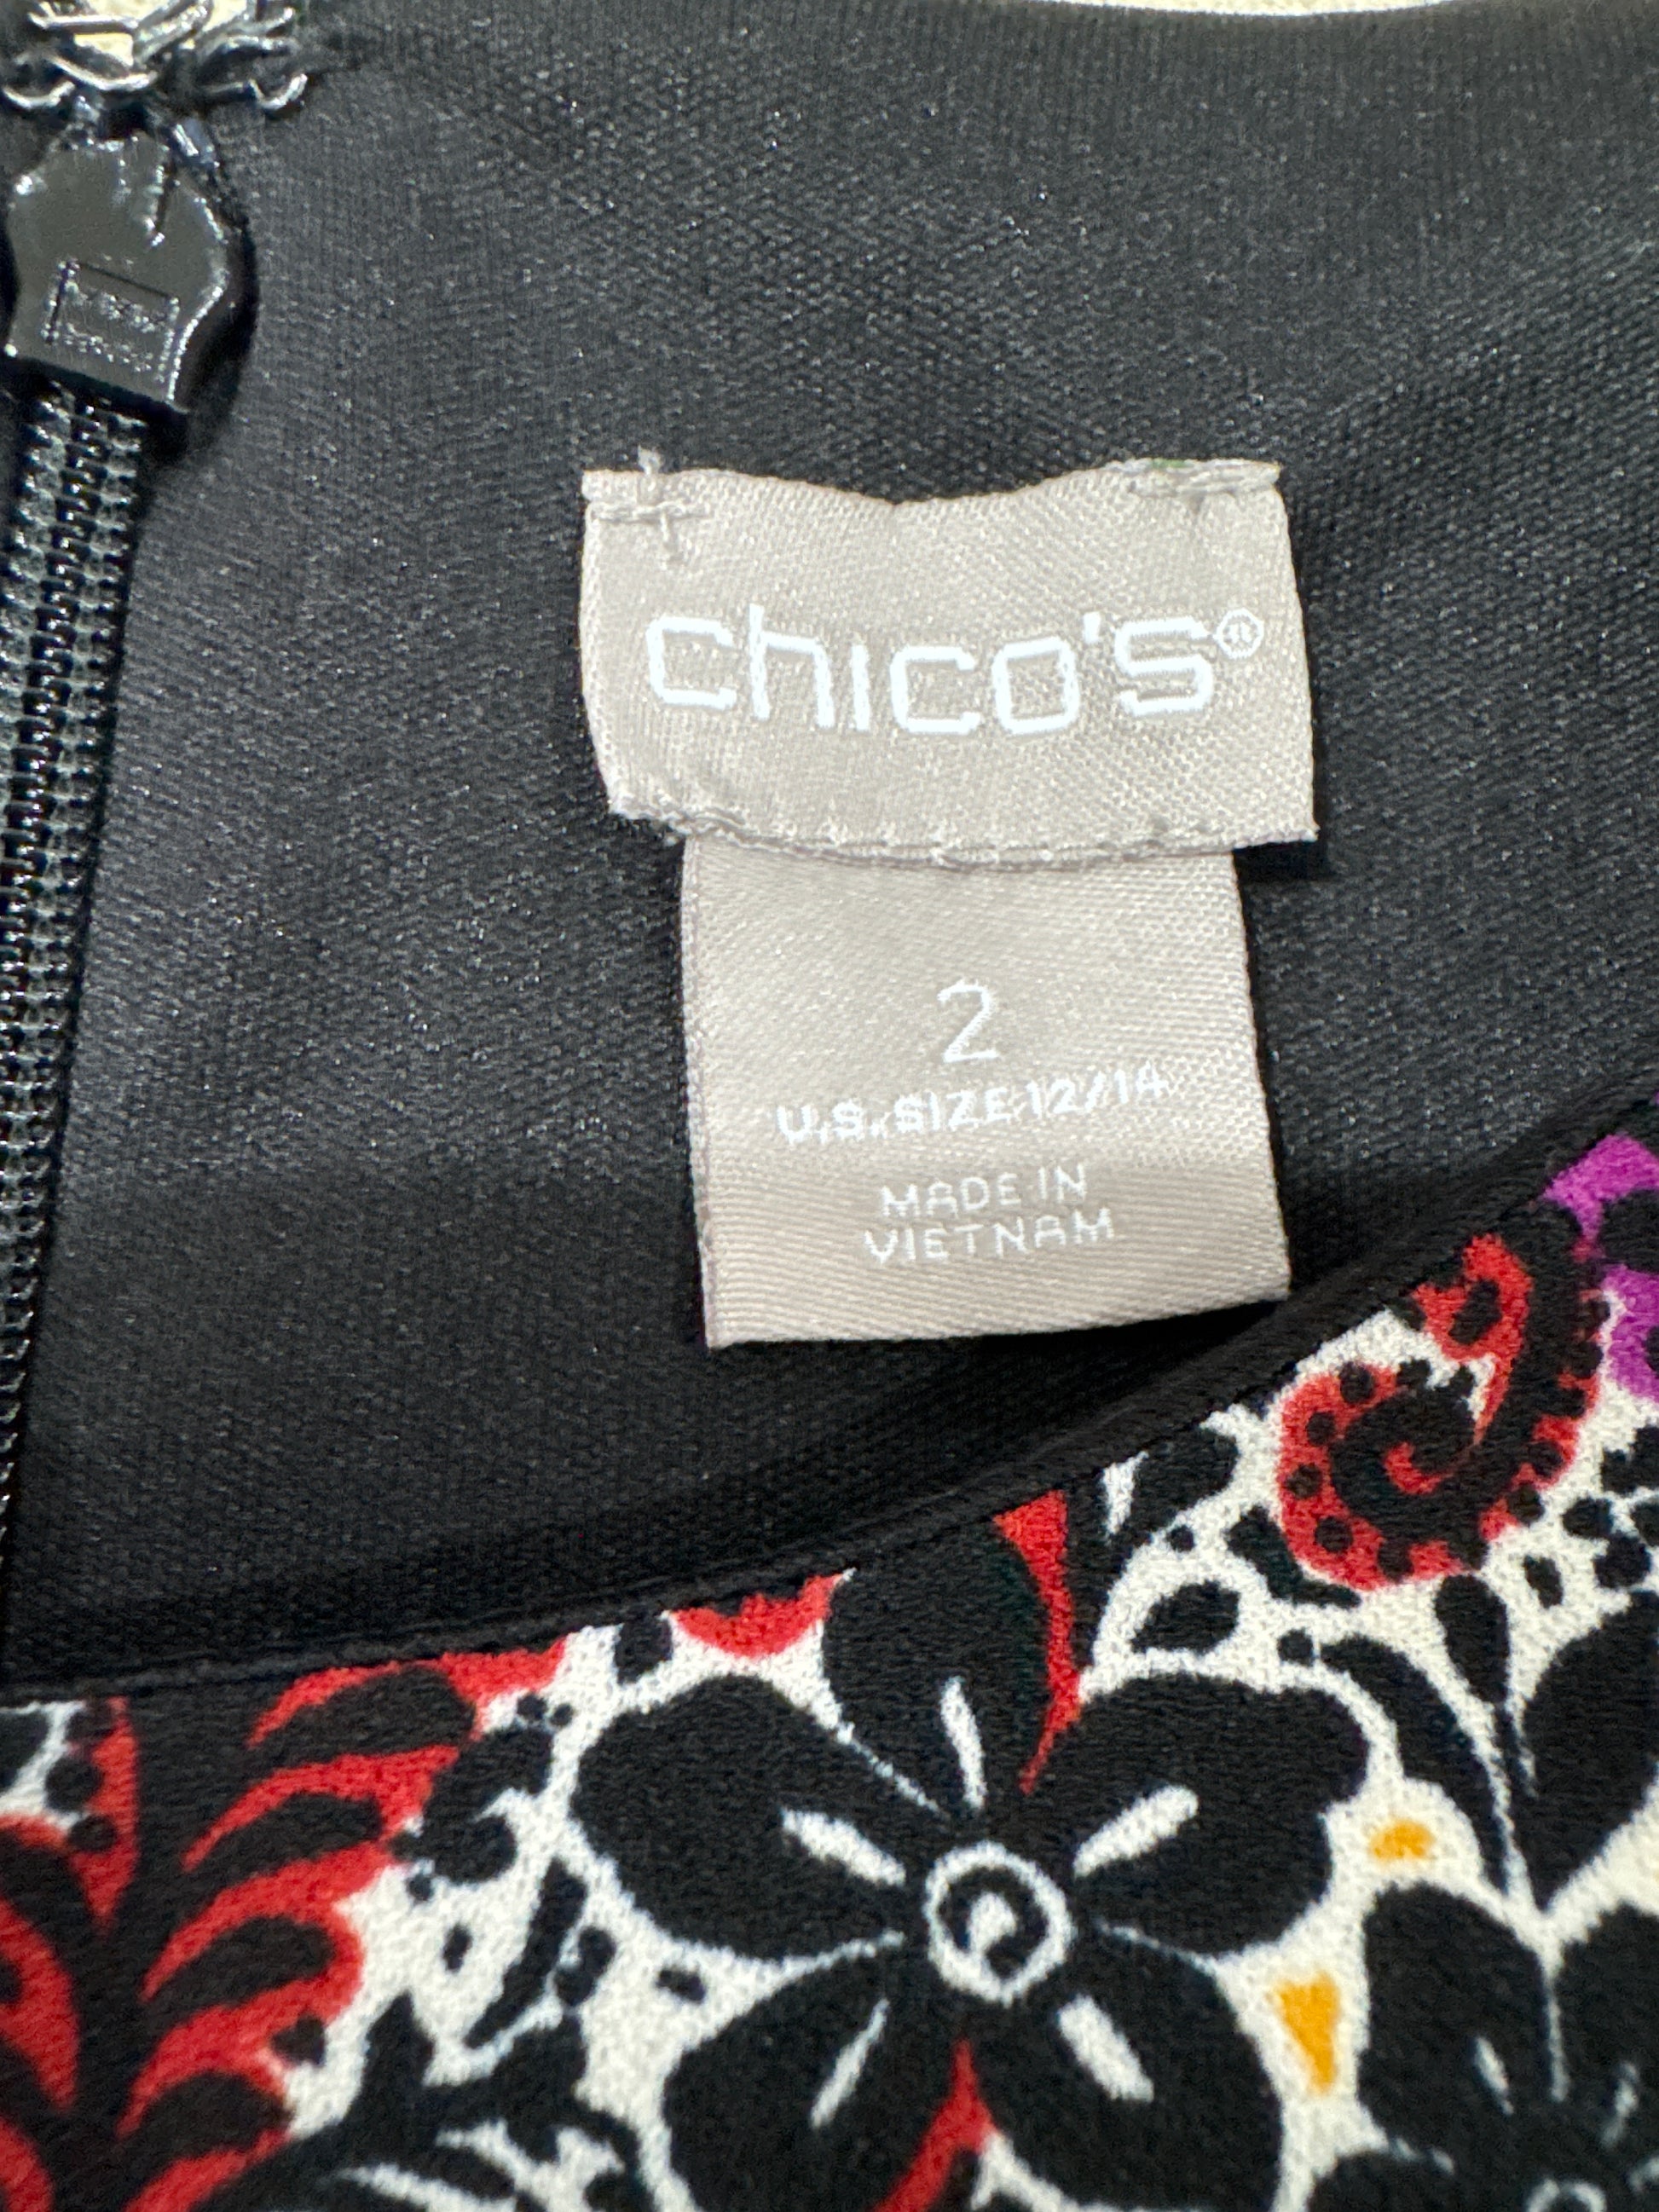 chico's®
2
U.S. SIZE 12/14
MADE IN
VIETNAM